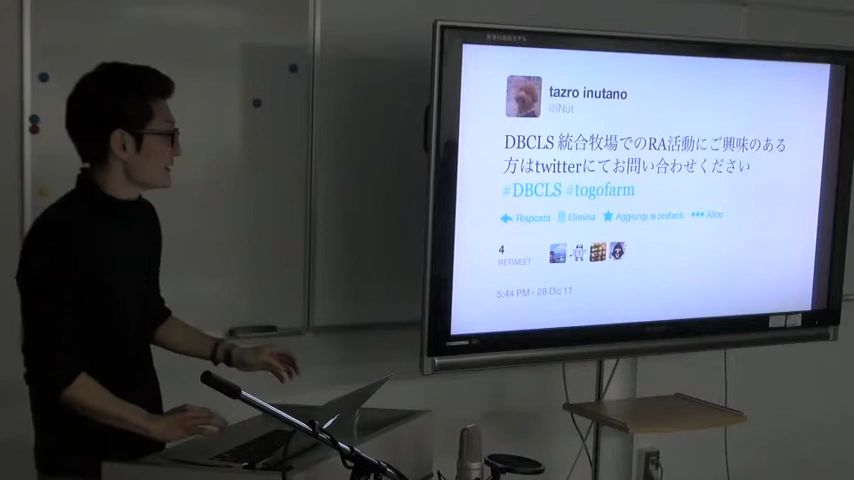 tazro inutano
@iNut
DBCLS 統合牧場でのRA活動にご興味のある
方はtwitterにてお問い合わせください
#DBCLS #togofarm
Risposta Elimina Aggiungi ai preferiti Altro
4
RETWEET
5:44 PM - 28 Dic 11